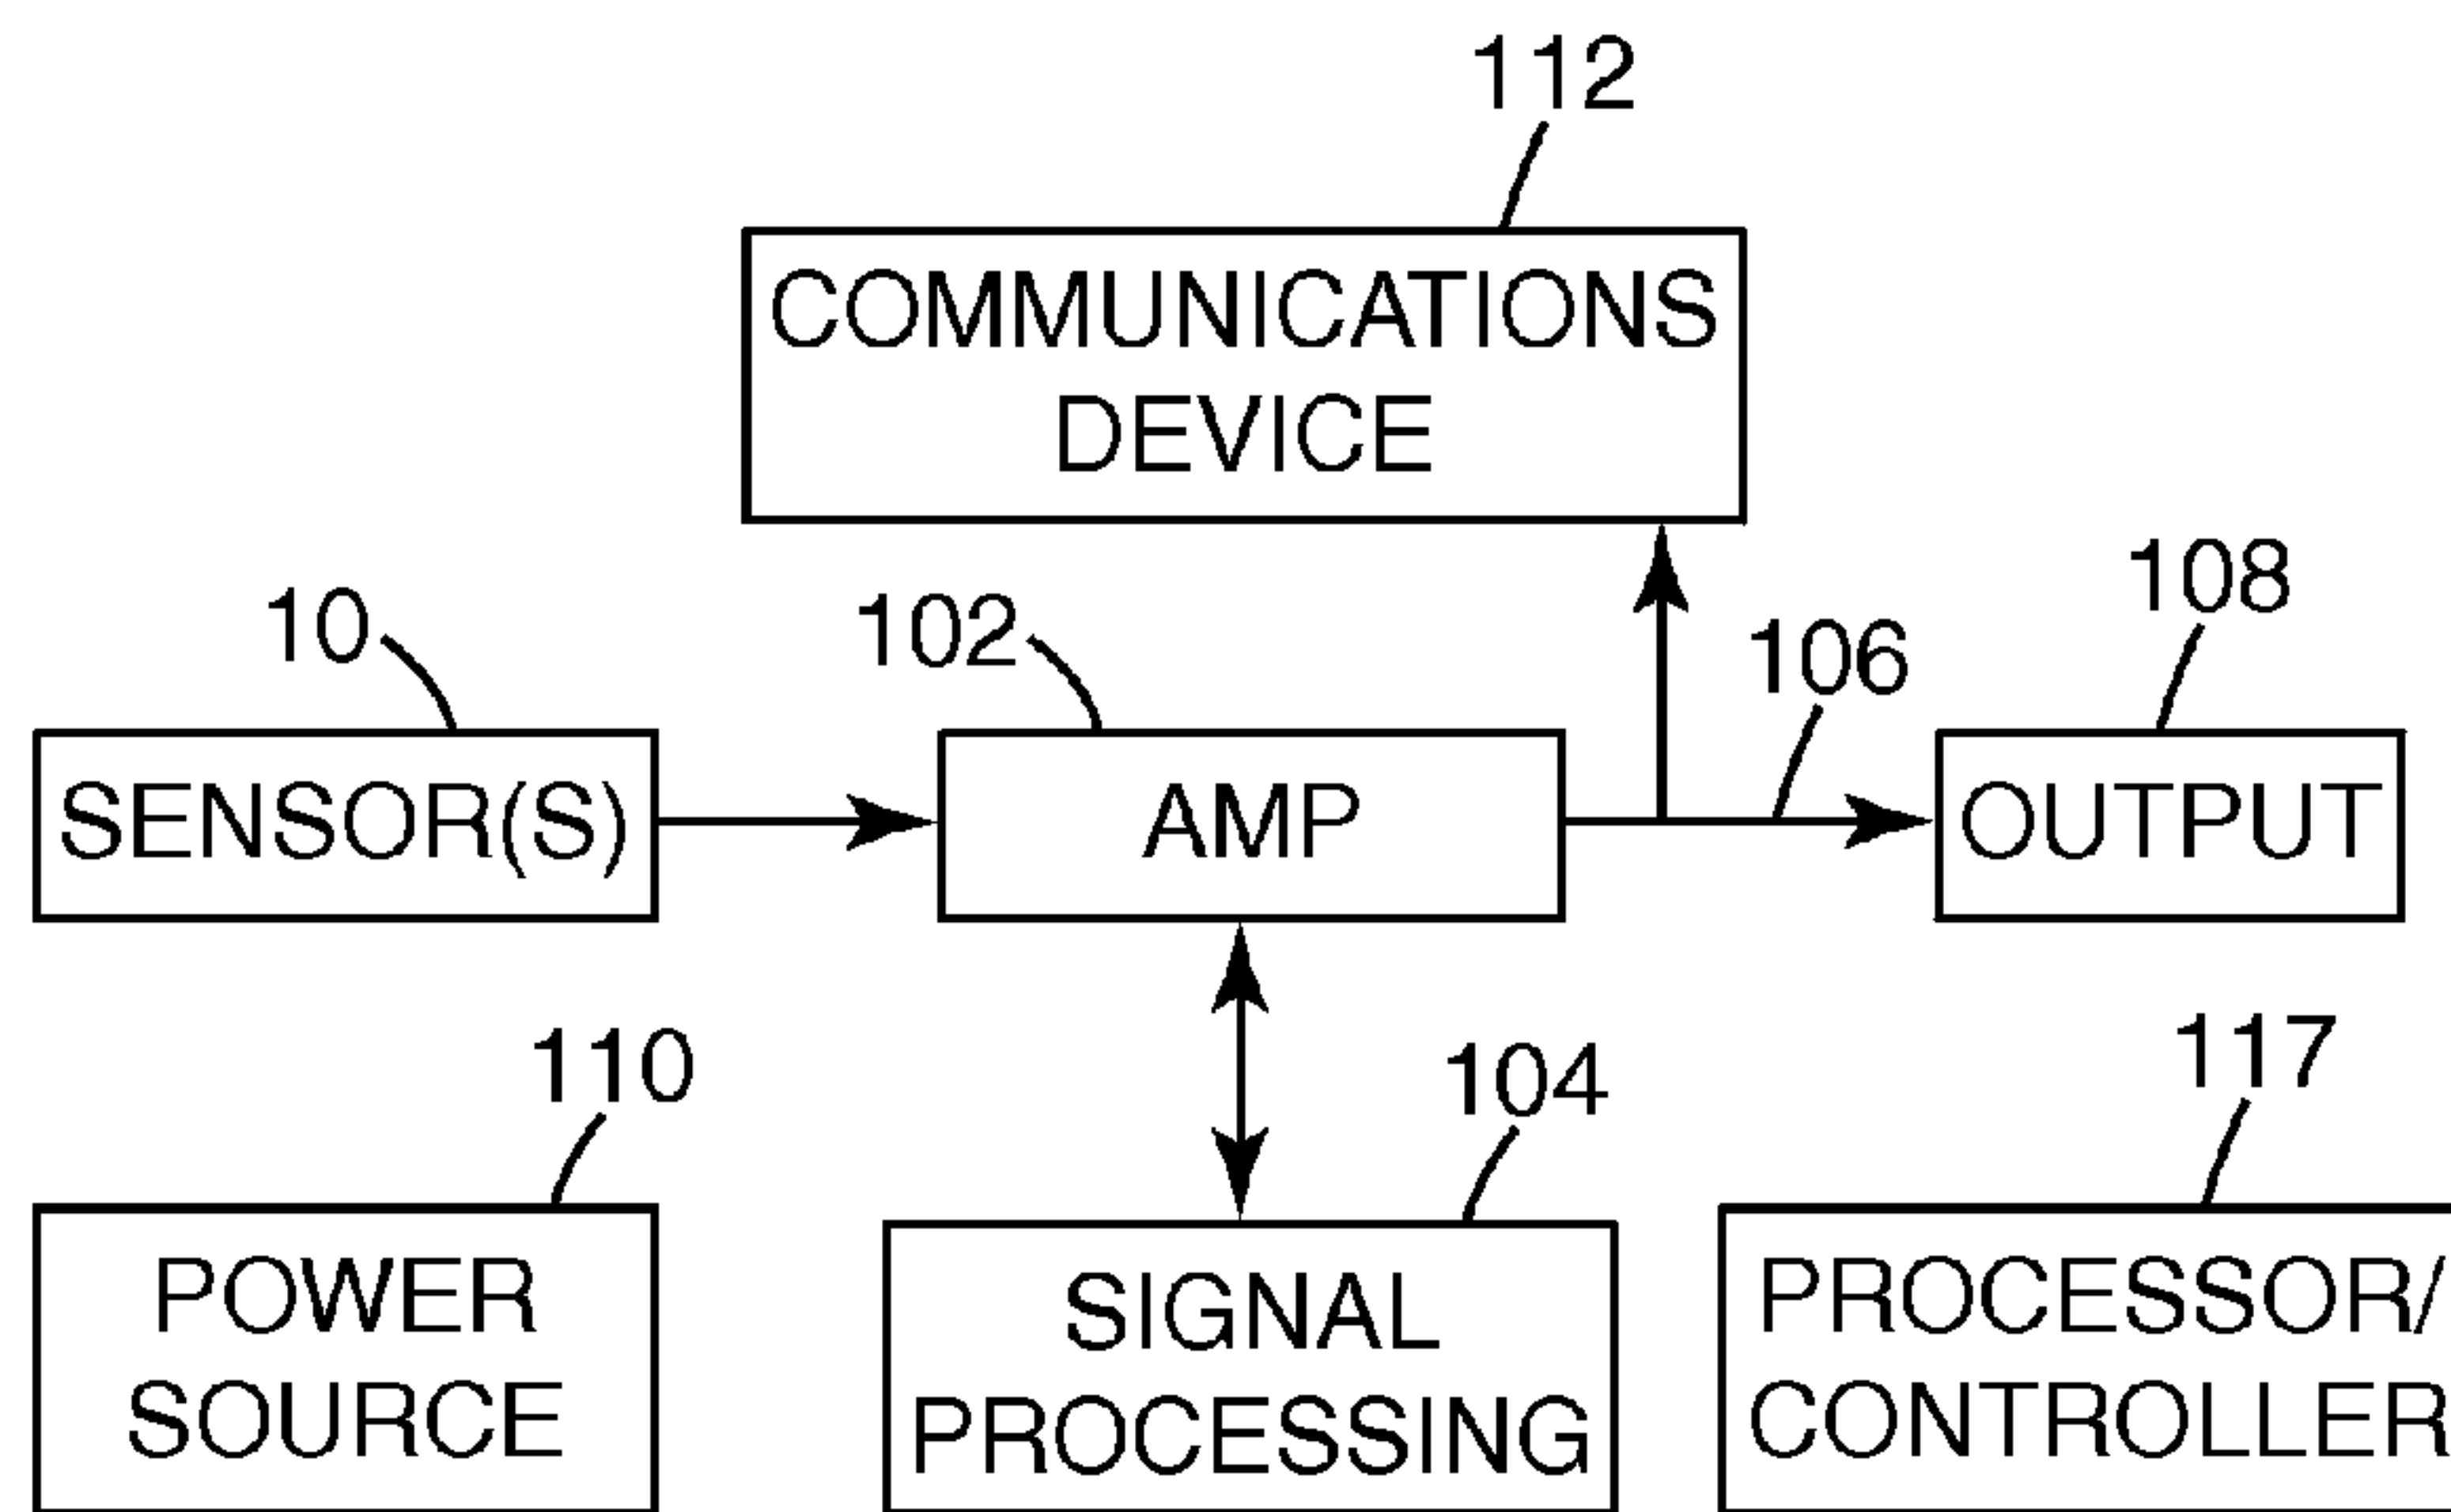 112
COMMUNICATIONS
DEVICE
10
102
106
108
SENSOR(S)
AMP
OUTPUT
110
104
117
POWER
SOURCE
SIGNAL
PROCESSING
PROCESSOR/
CONTROLLER